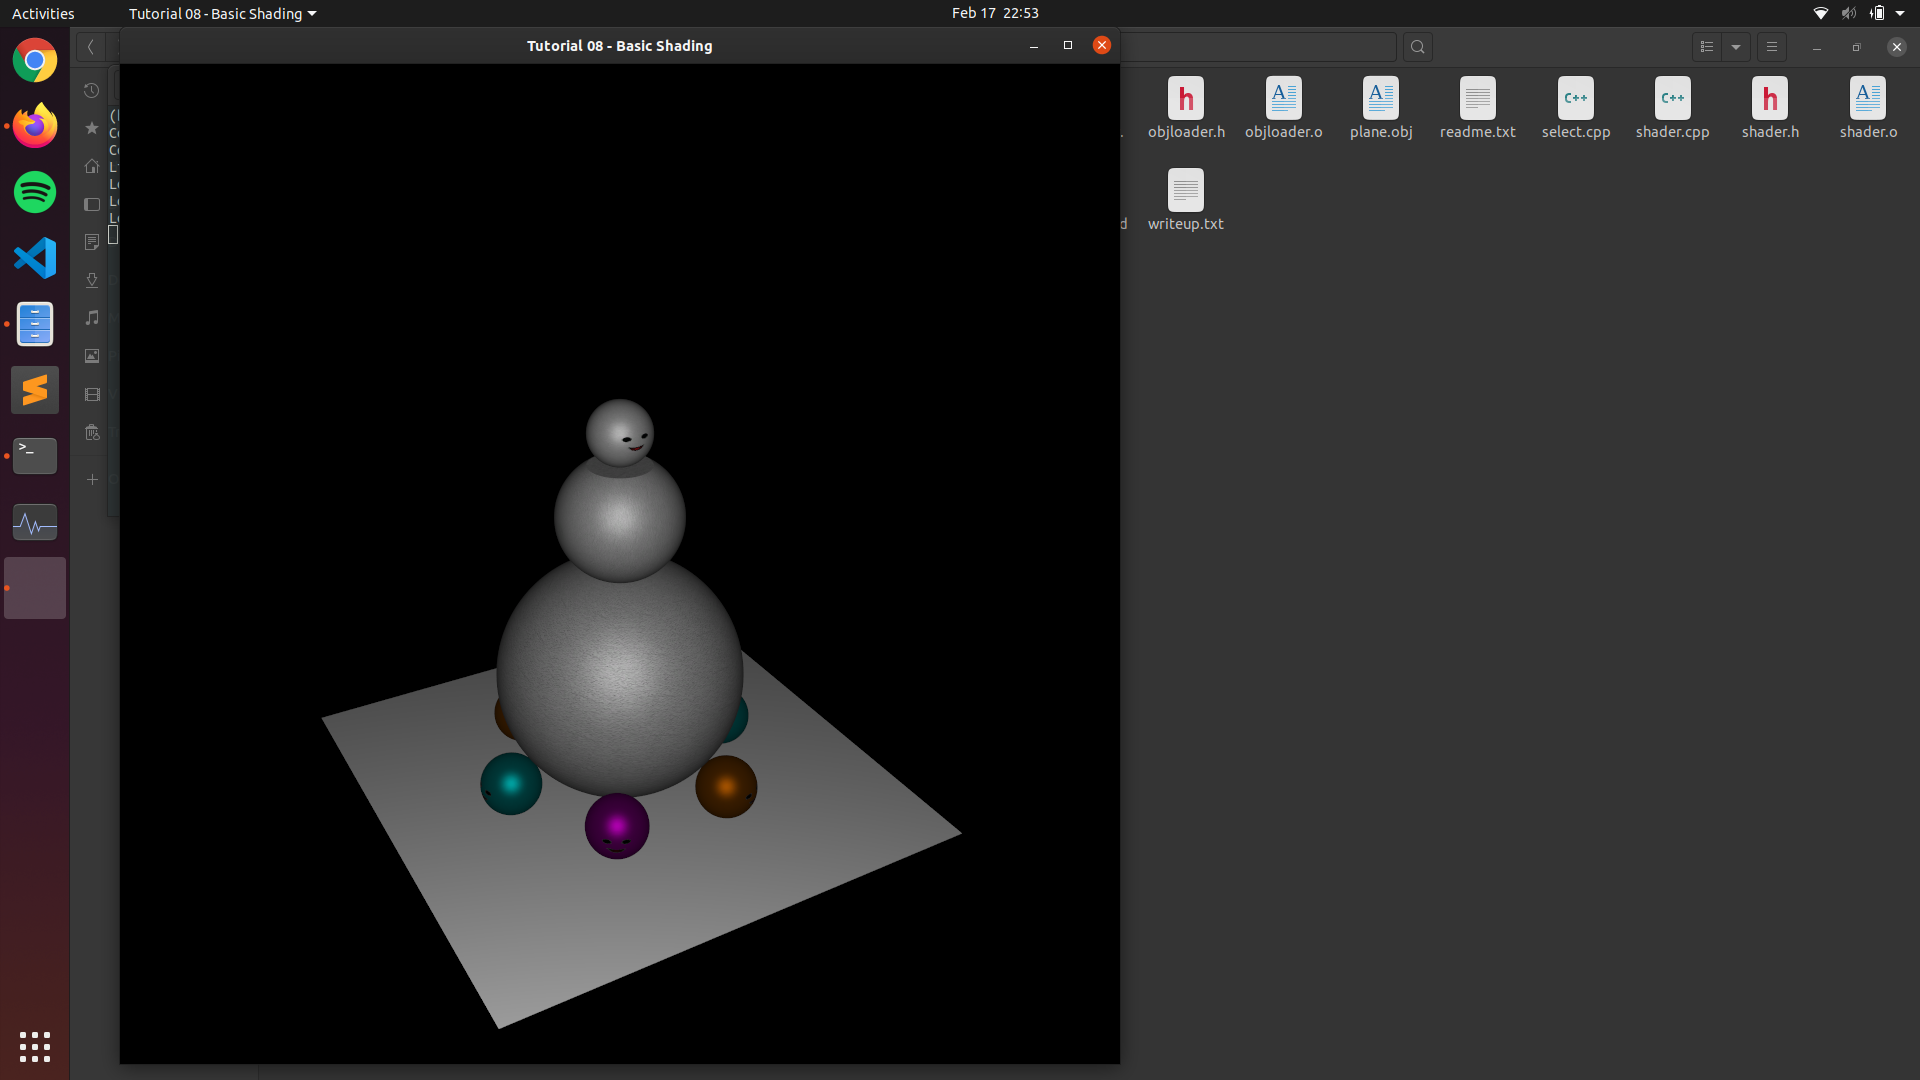 Activities
Tutorial 08 - Basic Shading
Feb 17 22:53
Tutorial 08 - Basic Shading
objloader.h
objloader.o
plane.obj
readme.txt
select.cpp
shader.cpp
shader.h
shader.o
writeup.txt
h
A
A
C++
C++
h
A
>_